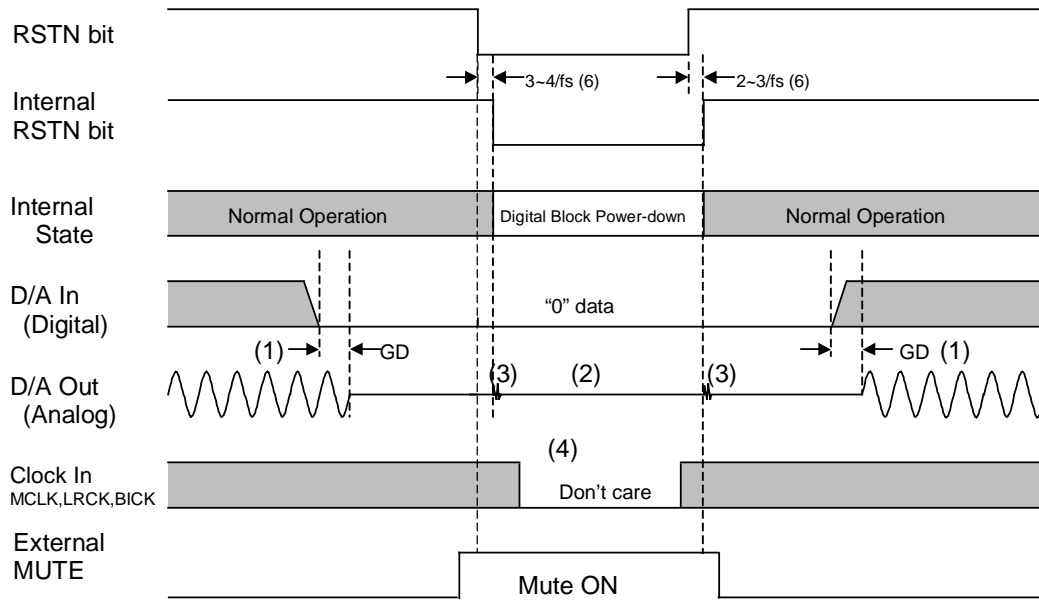 RSTN bit
3~4/fs (6)
2~3/fs (6)
Internal
RSTN bit
Internal
State
Normal Operation
Digital Block Power-down
Normal Operation
D/A In
(Digital)
“0” data
(1)
GD
GD
(1)
D/A Out
(Analog)
(3)
(2)
(3)
Clock In
MCLK,LRCK,BICK
(4)
Don’t care
External
MUTE
Mute ON